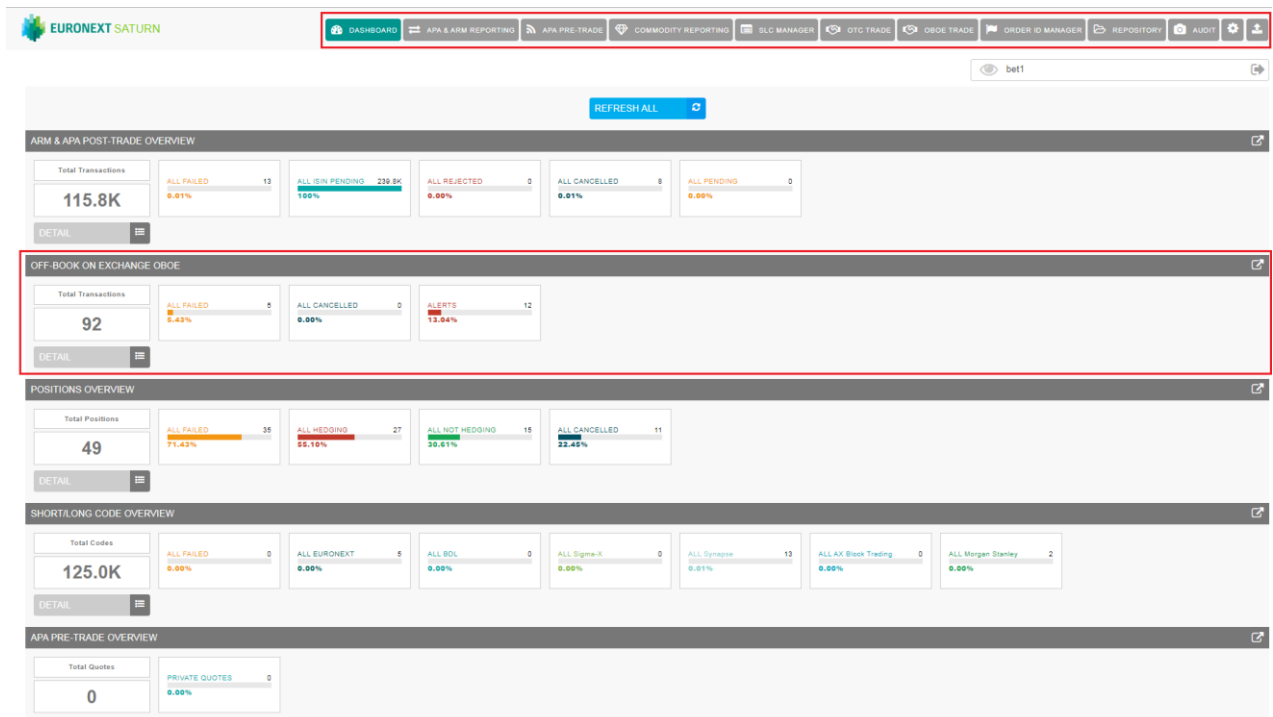 EURONEXT SATURN
DASHBOARD APA & ARM REPORTING APA PRE-TRADE COMMODITY REPORTING SLC MANAGER OTC TRADE OBOE TRADE ORDER ID MANAGER REPOSITORY AUDIT
bet1
REFRESH ALL
ARM & APA POST-TRADE OVERVIEW
Total Transactions
115.8K
ALL FAILED 13
0.01%
ALL ISIN PENDING 239.8K
100%
ALL REJECTED 0
0.00%
ALL CANCELLED 8
0.01%
ALL PENDING 0
0.00%
DETAIL
OFF-BOOK ON EXCHANGE OBOE
Total Transactions
92
ALL FAILED 5
5.43%
ALL CANCELLED 0
0.00%
ALERTS 12
13.04%
DETAIL
POSITIONS OVERVIEW
Total Positions
49
ALL FAILED 35
71.43%
ALL HEDGING 27
55.10%
ALL NOT HEDGING 15
30.61%
ALL CANCELLED 11
22.45%
DETAIL
SHORT/LONG CODE OVERVIEW
Total Codes
125.0K
ALL FAILED 0
0.00%
ALL EURONEXT 5
0.00%
ALL BDL 0
0.00%
ALL Sigma-X 0
0.00%
ALL Synapse 13
0.01%
ALL AX Block Trading 0
0.00%
ALL Morgan Stanley 2
0.00%
DETAIL
APA PRE-TRADE OVERVIEW
Total Quotes
0
PRIVATE QUOTES 0
0.00%